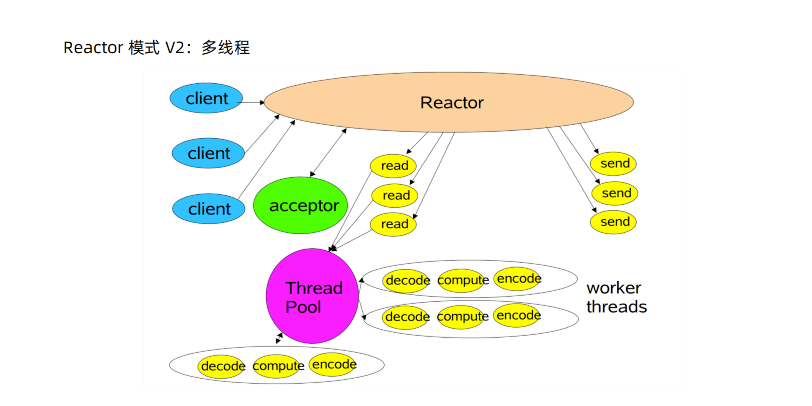 Reactor 模式 V2：多线程
client
Reactor
client
client
acceptor
read
read
read
send
send
send
Thread
Pool
decode compute encode
decode compute encode
worker
threads
decode compute encode